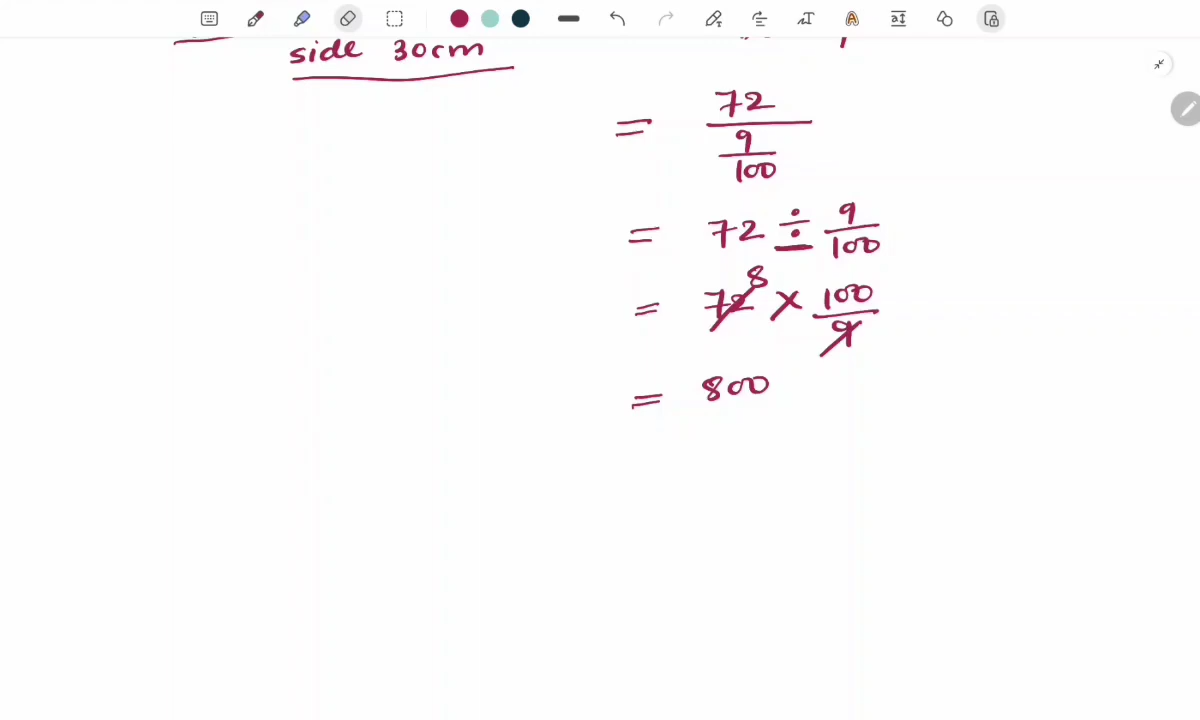 side 30cm
= 72 / (9/100)
= 72 ÷ 9/100
8
= 72 × 100/9
= 800